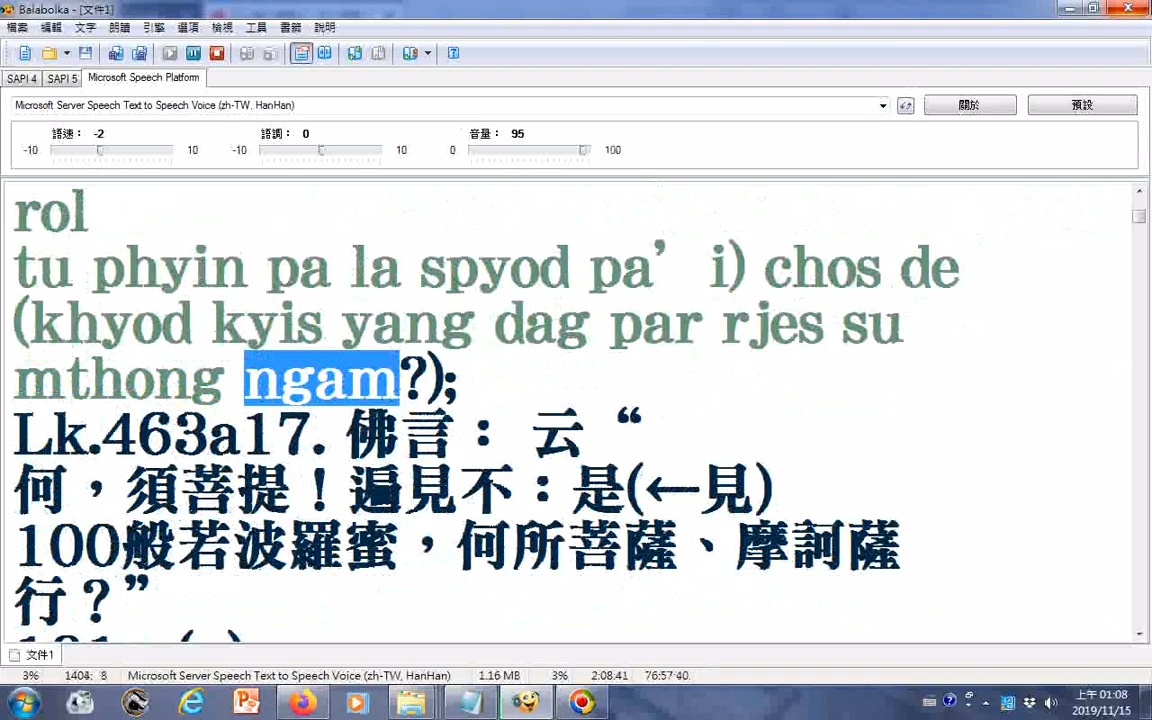 Balabolka - [文件1]
檔案 編輯 文字 朗讀 引擎 選項 檢視 工具 書籤 說明
SAPI 4 SAPI 5 Microsoft Speech Platform
Microsoft Server Speech Text to Speech Voice (zh-TW, HanHan) 關於 預設
語速： -2 語調： 0 音量： 95
-10 10 -10 10 0 100
rol
tu phyin pa la spyod pa’i) chos de
(khyod kyis yang dag par rjes su
mthong ngam?);
Lk.463a17. 佛言： 云“
何，須菩提！遍見不：是(←見)
100般若波羅蜜，何所菩薩、摩訶薩
行？”
文件1
3% 1404: 8 Microsoft Server Speech Text to Speech Voice (zh-TW, HanHan) 1.16 MB 3% 2:08:41 76:57:40
上午 01:08
2019/11/15